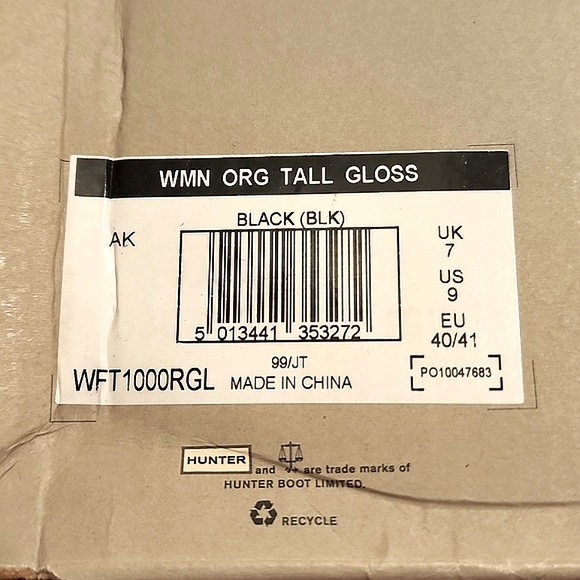 WMN ORG TALL GLOSS
BLACK (BLK)
AK
UK
7
US
9
EU
40/41
5 013441 353272
99/JT
WFT1000RGL MADE IN CHINA
PO10047683
HUNTER and are trade marks of
HUNTER BOOT LIMITED.
RECYCLE